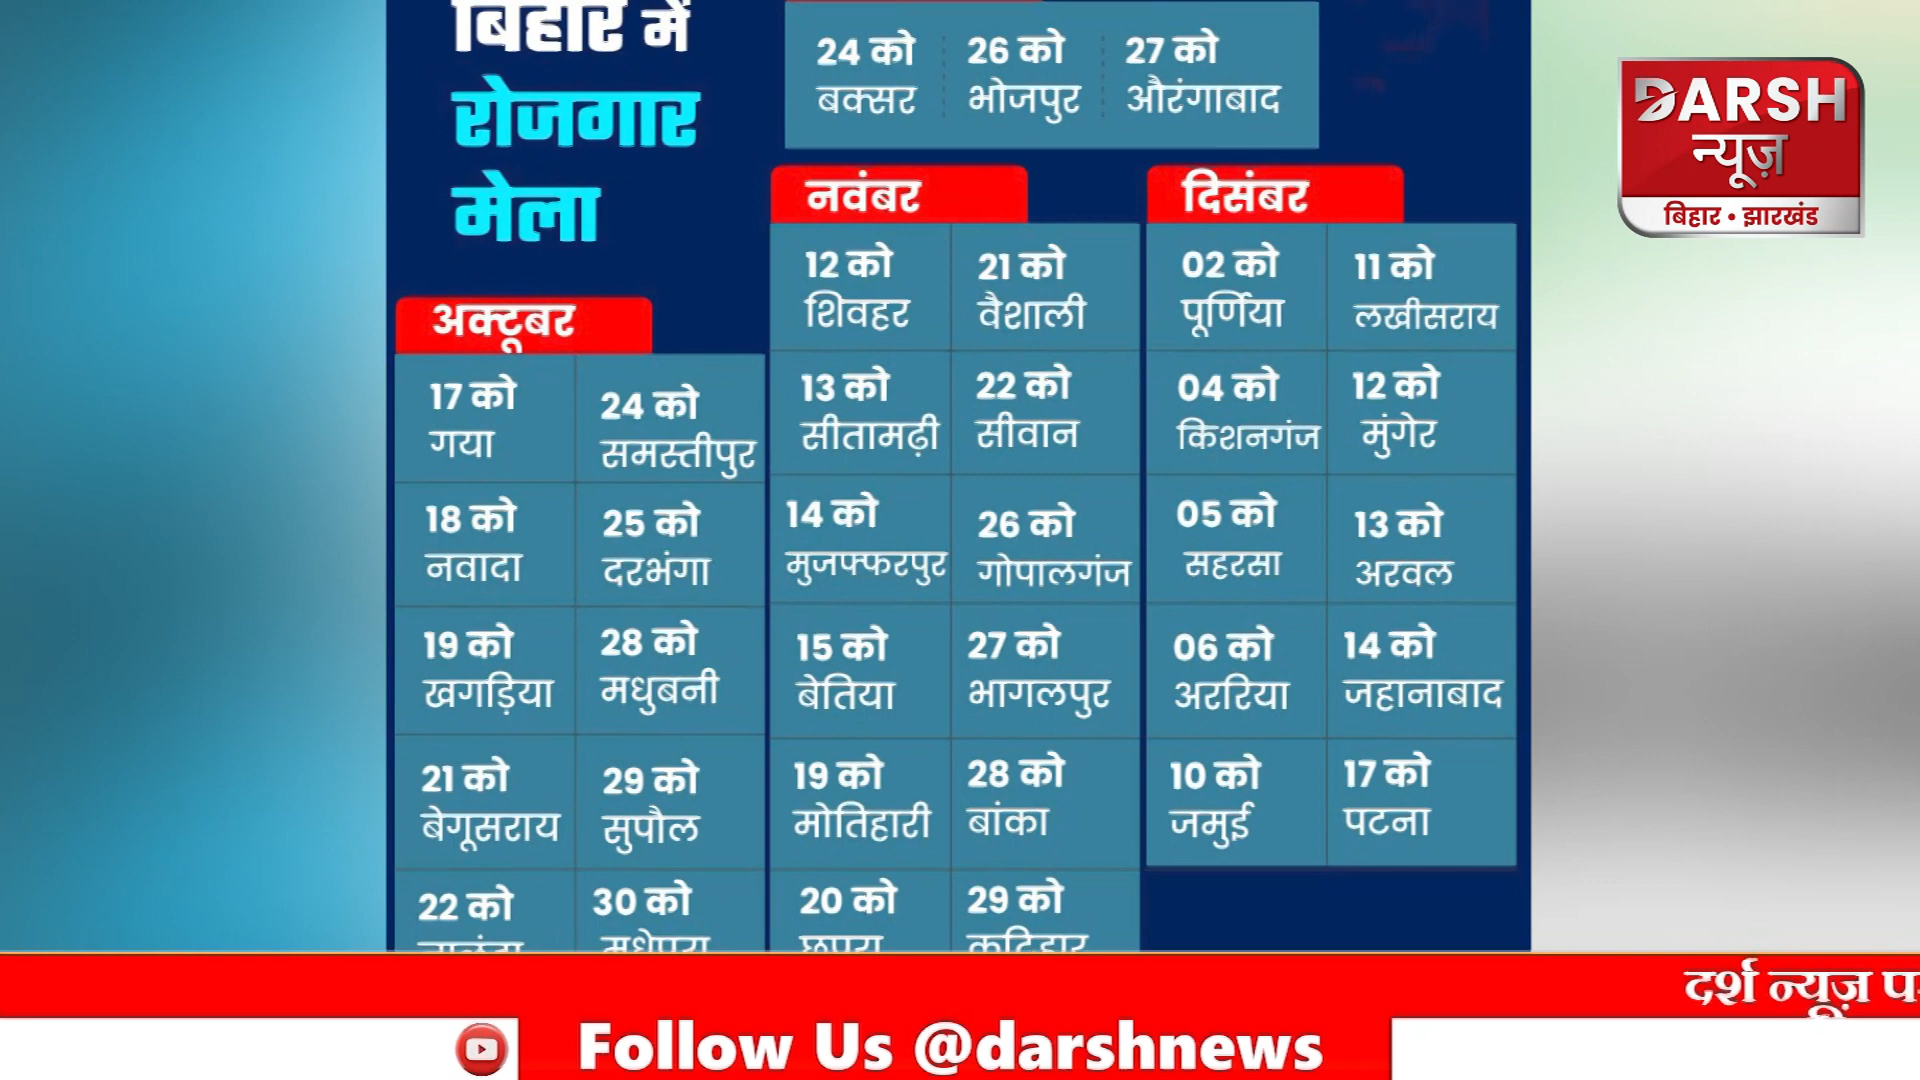 बिहार में
रोजगार
मेला
24 को
बक्सर
26 को
भोजपुर
27 को
औरंगाबाद
DARSH
न्यूज़
बिहार • झारखंड
अक्टूबर
17 को
गया
24 को
समस्तीपुर
18 को
नवादा
25 को
दरभंगा
19 को
खगड़िया
28 को
मधुबनी
21 को
बेगूसराय
29 को
सुपौल
22 को
30 को
नवंबर
12 को
शिवहर
21 को
वैशाली
13 को
सीतामढ़ी
22 को
सीवान
14 को
मुजफ्फरपुर
26 को
गोपालगंज
15 को
बेतिया
27 को
भागलपुर
19 को
मोतिहारी
28 को
बांका
20 को
29 को
दिसंबर
02 को
पूर्णिया
11 को
लखीसराय
04 को
किशनगंज
12 को
मुंगेर
05 को
सहरसा
13 को
अरवल
06 को
अररिया
14 को
जहानाबाद
10 को
जमुई
17 को
पटना
दर्श न्यूज़
Follow Us @darshnews